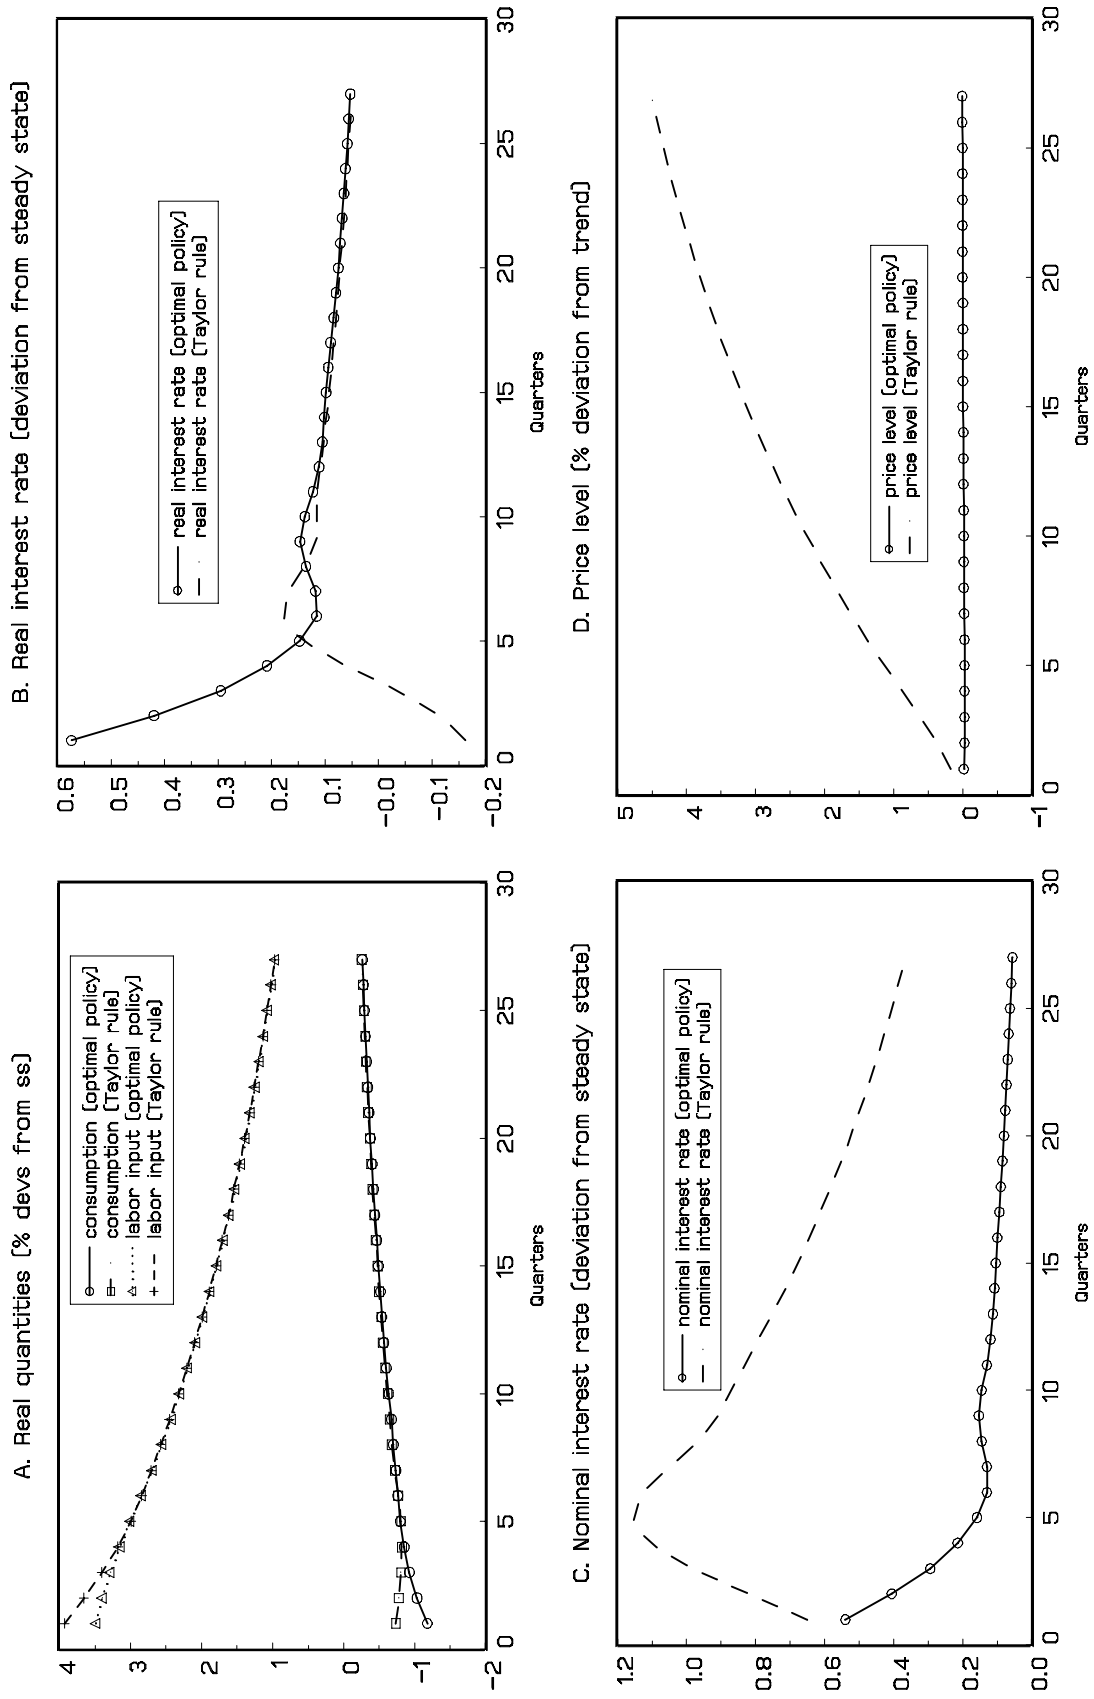 A. Real quantities (% devs from ss)
consumption (optimal policy)
consumption (Taylor rule)
labor input (optimal policy)
labor input (Taylor rule)
4
3
2
1
0
-1
-2
0 5 10 15 20 25 30
Quarters
B. Real interest rate (deviation from steady state)
real interest rate (optimal policy)
real interest rate (Taylor rule)
0.6
0.5
0.4
0.3
0.2
0.1
-0.0
-0.1
-0.2
0 5 10 15 20 25 30
Quarters
C. Nominal interest rate (deviation from steady state)
nominal interest rate (optimal policy)
nominal interest rate (Taylor rule)
1.2
1.0
0.8
0.6
0.4
0.2
0.0
0 5 10 15 20 25 30
Quarters
D. Price level (% deviation from trend)
price level (optimal policy)
price level (Taylor rule)
5
4
3
2
1
0
-1
0 5 10 15 20 25 30
Quarters